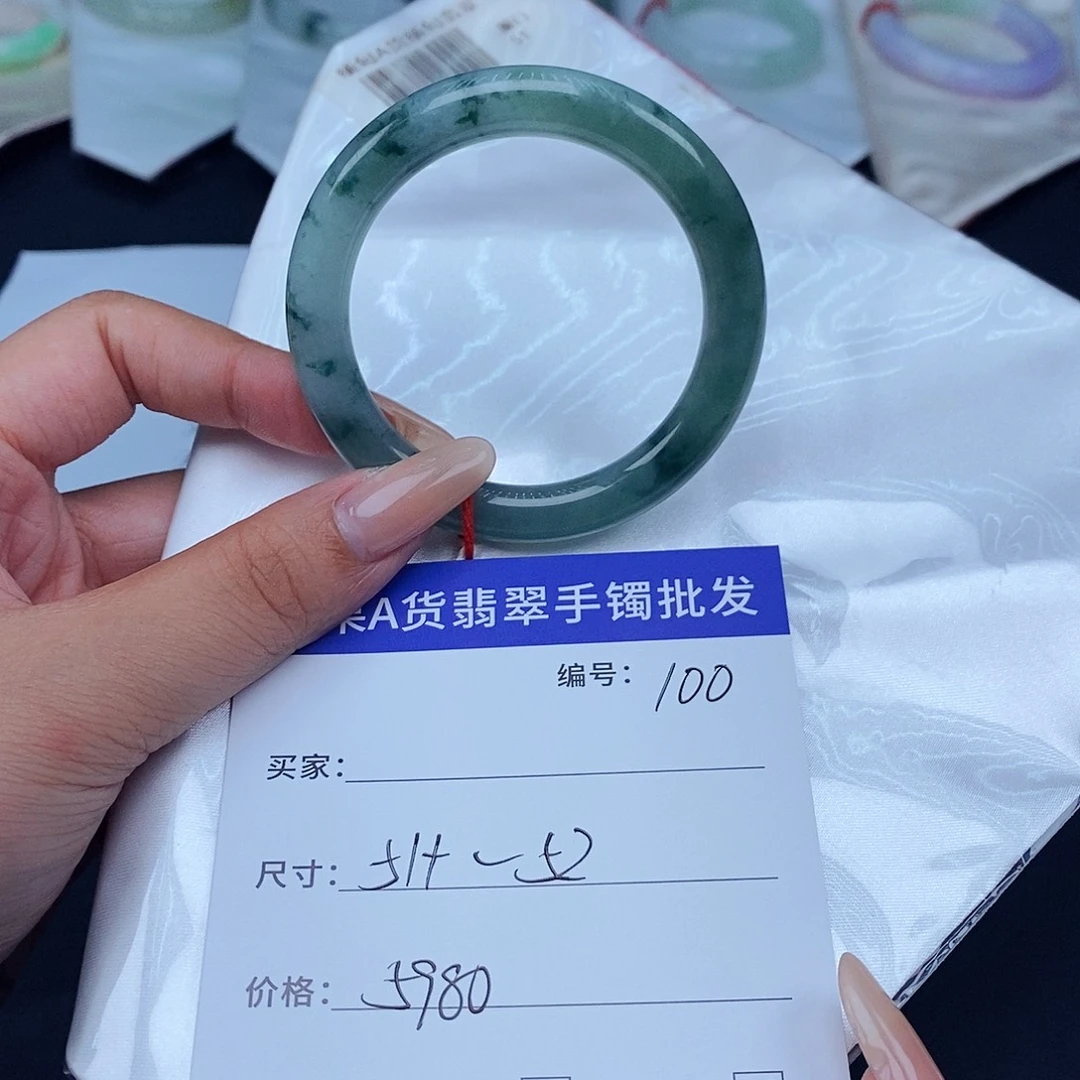 A货翡翠手镯批发
编号: 100
买家:
尺寸: 51+ ~ 52
价格: 5980